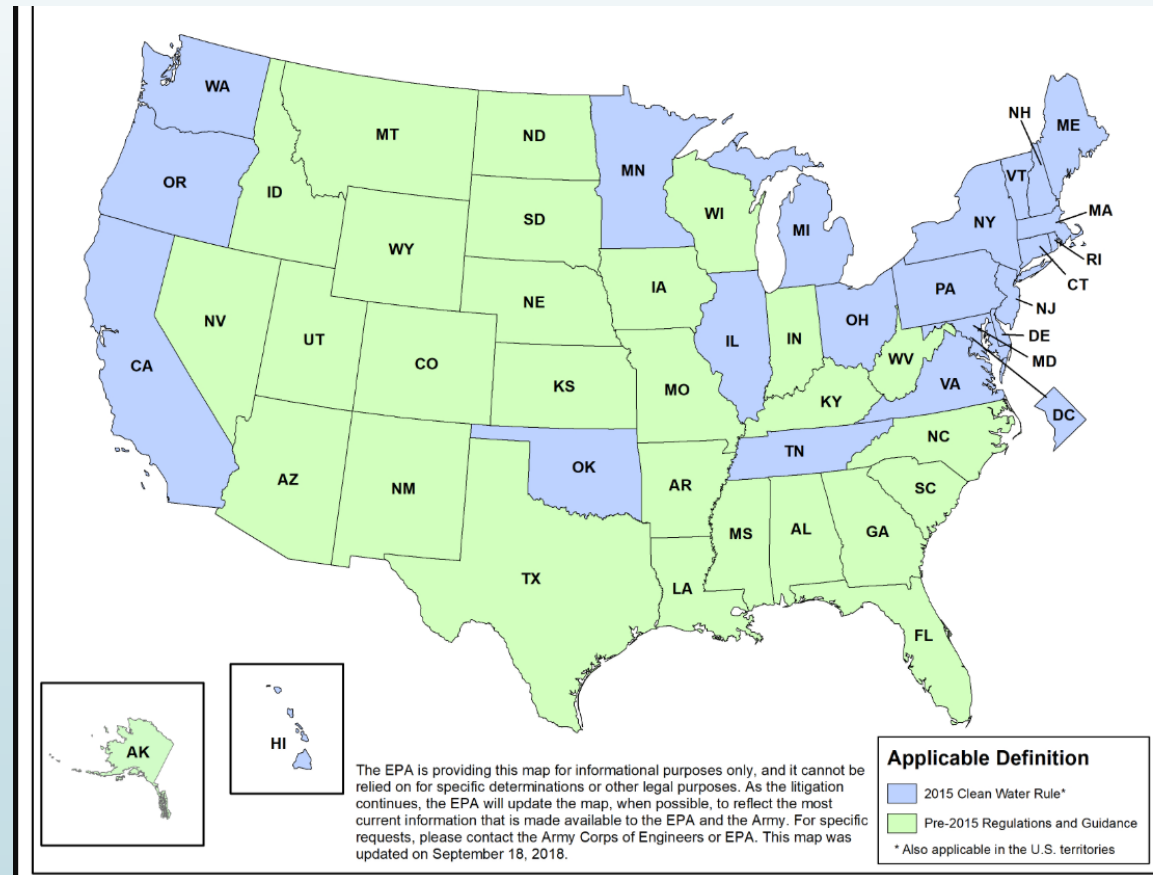 WA
MT
ND
MN
NH
ME
OR
ID
SD
WI
VT
MI
NY
MA
WY
RI
IA
CT
PA
NE
NJ
NV
OH
IL
IN
UT
DE
CO
WV
MD
CA
KS
MO
VA
KY
DC
NC
TN
OK
AZ
NM
AR
SC
MS
AL
GA
TX
LA
FL
AK
HI
The EPA is providing this map for informational purposes only, and it cannot be
relied on for specific determinations or other legal purposes. As the litigation
continues, the EPA will update the map, when possible, to reflect the most
current information that is made available to the EPA and the Army. For specific
requests, please contact the Army Corps of Engineers or EPA. This map was
updated on September 18, 2018.
Applicable Definition
2015 Clean Water Rule*
Pre-2015 Regulations and Guidance
* Also applicable in the U.S. territories